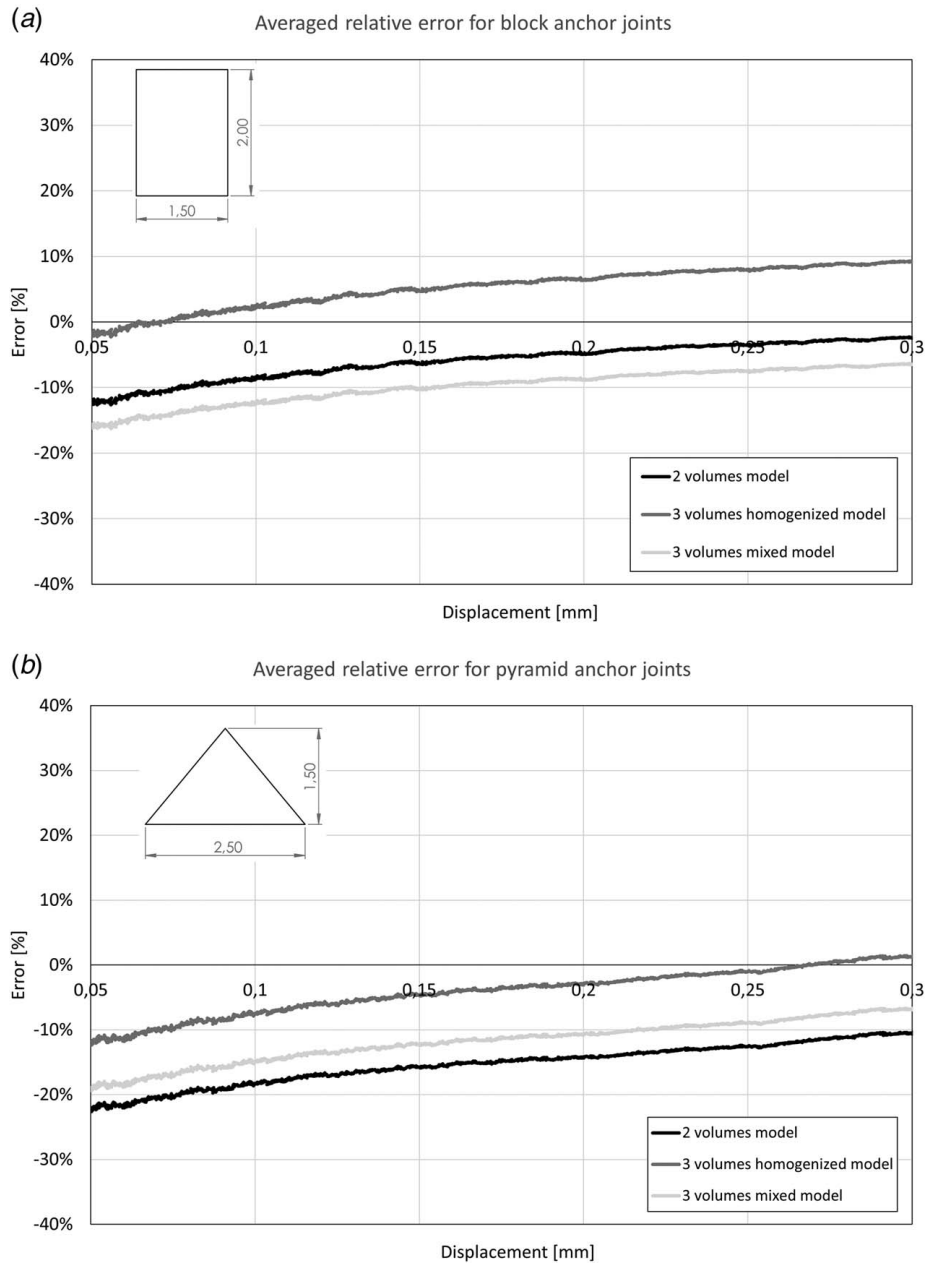 (a)
Averaged relative error for block anchor joints
40%
30%
20%
10%
0%
-10%
-20%
-30%
-40%
Error [%]
2,00
1,50
0,05
0,1
0,15
0,2
0,25
0,3
2 volumes model
3 volumes homogenized model
3 volumes mixed model
Displacement [mm]
(b)
Averaged relative error for pyramid anchor joints
40%
30%
20%
10%
0%
-10%
-20%
-30%
-40%
Error [%]
1,50
2,50
0,05
0,1
0,15
0,2
0,25
0,3
2 volumes model
3 volumes homogenized model
3 volumes mixed model
Displacement [mm]